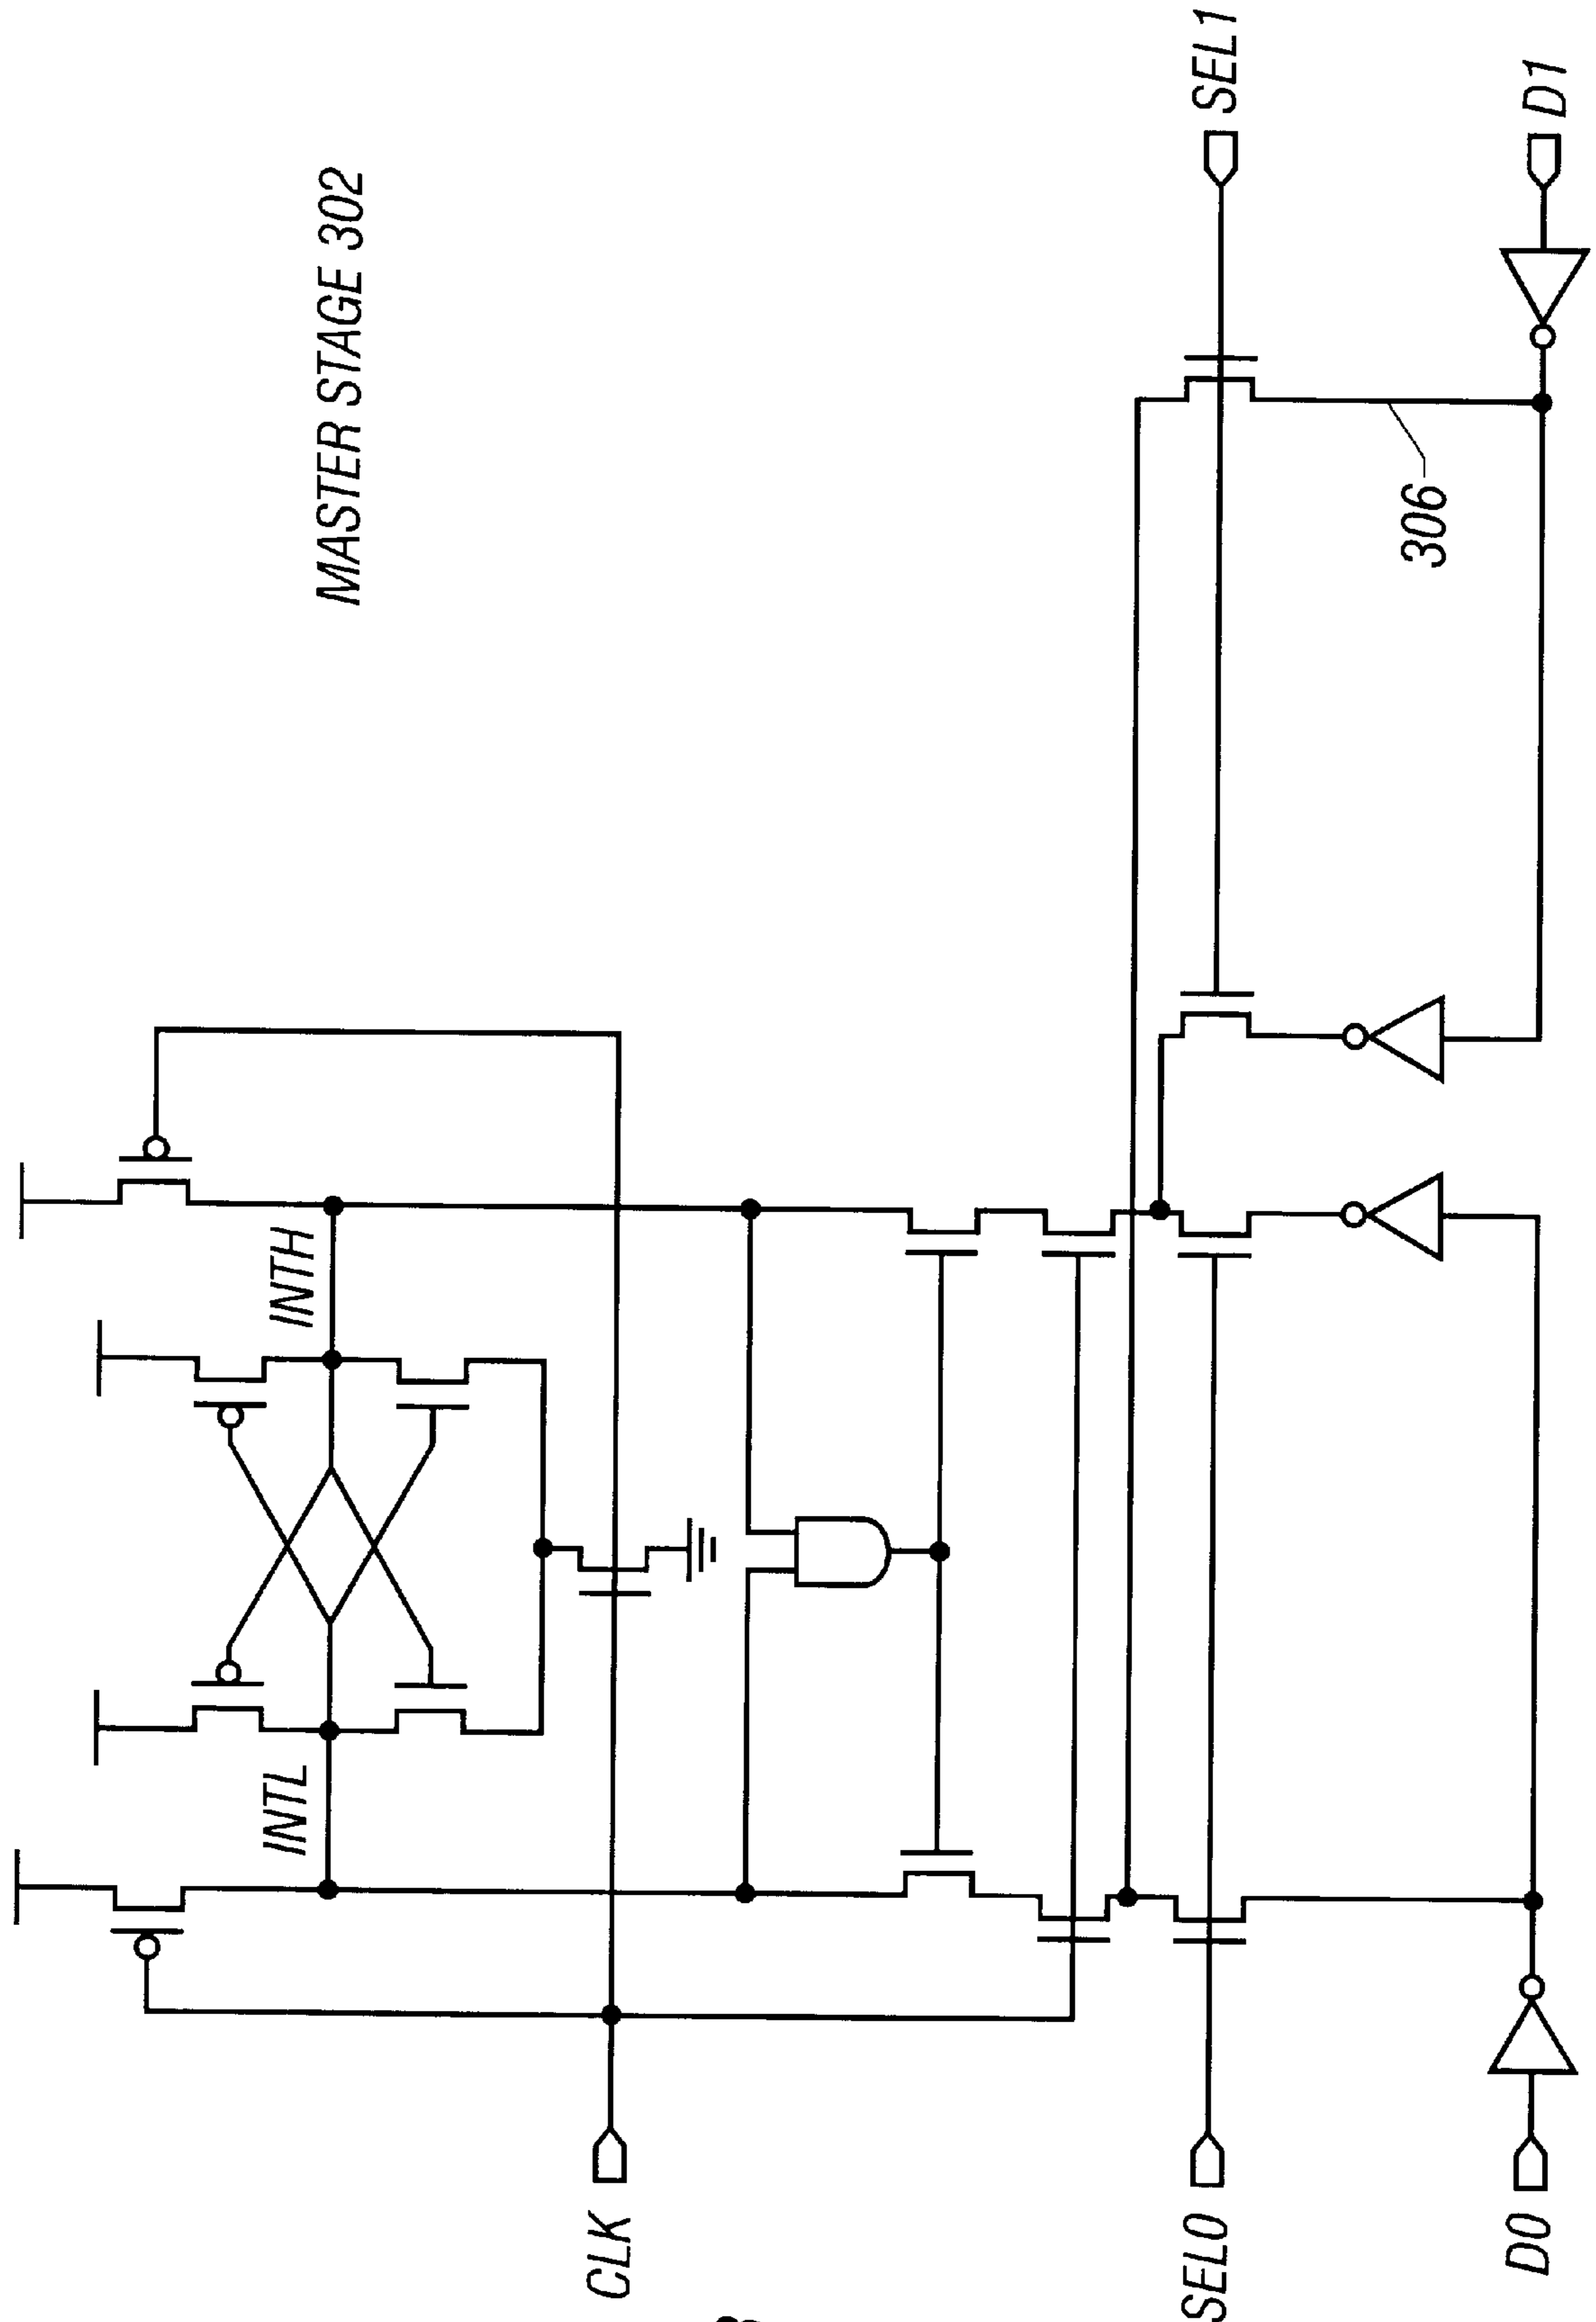 MASTER STAGE 302
INTL
INTH
CLK
SEL0
SEL1
306
D0
D1